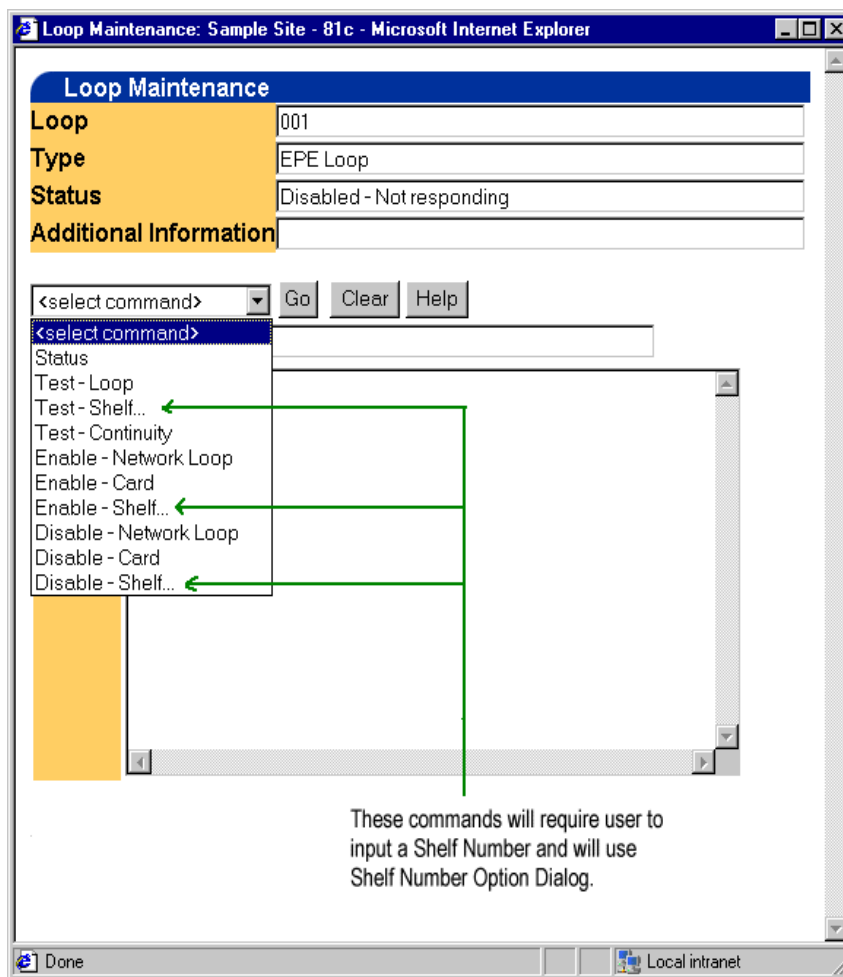 Loop Maintenance: Sample Site - 81c - Microsoft Internet Explorer
Loop Maintenance
Loop 001
Type EPE Loop
Status Disabled - Not responding
Additional Information
<select command> Go Clear Help
<select command>
Status
Test - Loop
Test - Shelf...
Test - Continuity
Enable - Network Loop
Enable - Card
Enable - Shelf...
Disable - Network Loop
Disable - Card
Disable - Shelf...
These commands will require user to
input a Shelf Number and will use
Shelf Number Option Dialog.
Done Local intranet